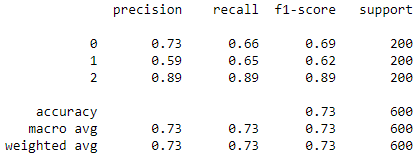 precision recall f1-score support
0 0.73 0.66 0.69 200
1 0.59 0.65 0.62 200
2 0.89 0.89 0.89 200
accuracy 0.73 600
macro avg 0.73 0.73 0.73 600
weighted avg 0.73 0.73 0.73 600